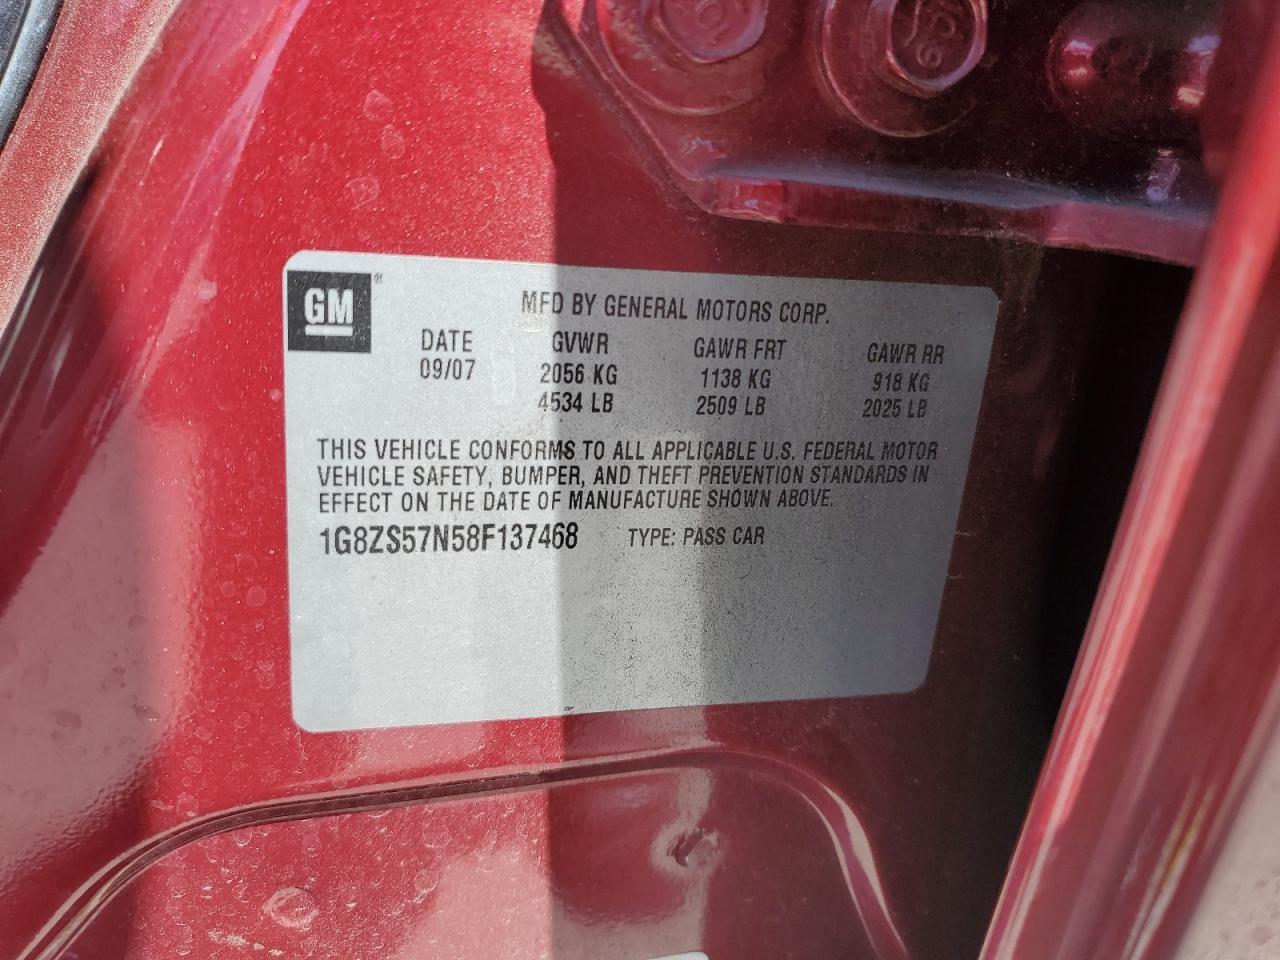 GM®
MFD BY GENERAL MOTORS CORP.
DATE GVWR GAWR FRT GAWR RR
09/07 2056 KG 1138 KG 918 KG
4534 LB 2509 LB 2025 LB
THIS VEHICLE CONFORMS TO ALL APPLICABLE U.S. FEDERAL MOTOR
VEHICLE SAFETY, BUMPER, AND THEFT PREVENTION STANDARDS IN
EFFECT ON THE DATE OF MANUFACTURE SHOWN ABOVE.
1G8ZS57N58F137468 TYPE: PASS CAR